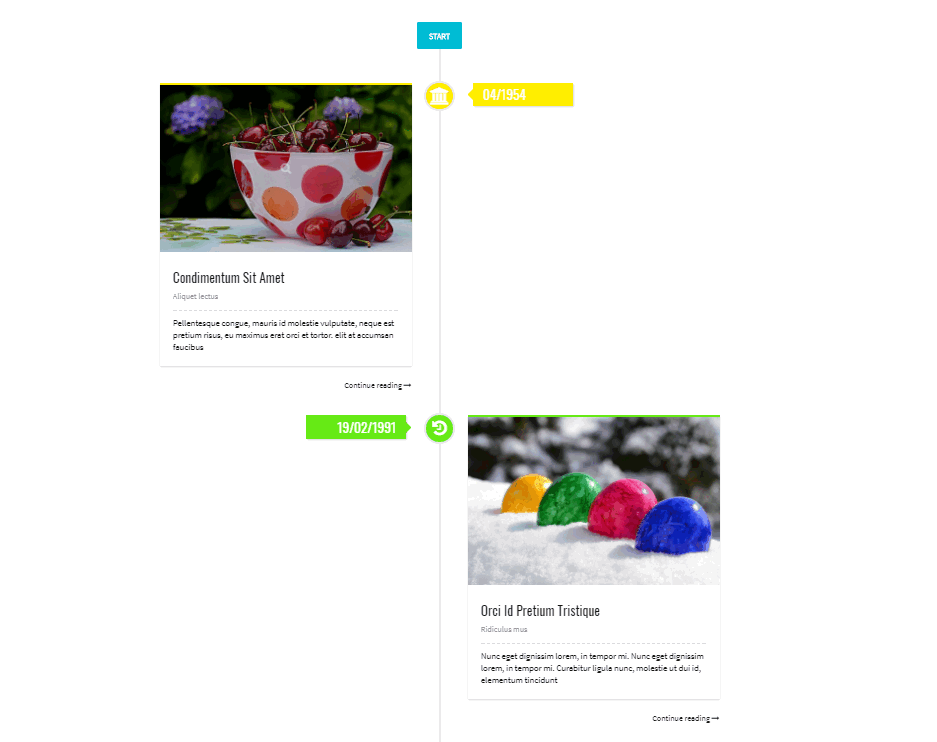 START
04/1954
Condimentum Sit Amet
Aliquet lectus
Pellentesque congue, mauris id molestie vulputate, neque est
pretium risus, eu maximus erat orci et tortor. elit at accumsan
faucibus
Continue reading →
19/02/1991
Orci Id Pretium Tristique
Ridiculus mus
Nunc eget dignissim lorem, in tempor mi. Nunc eget dignissim
lorem, in tempor mi. Curabitur ligula nunc, molestie ut dui id,
elementum tincidunt
Continue reading →